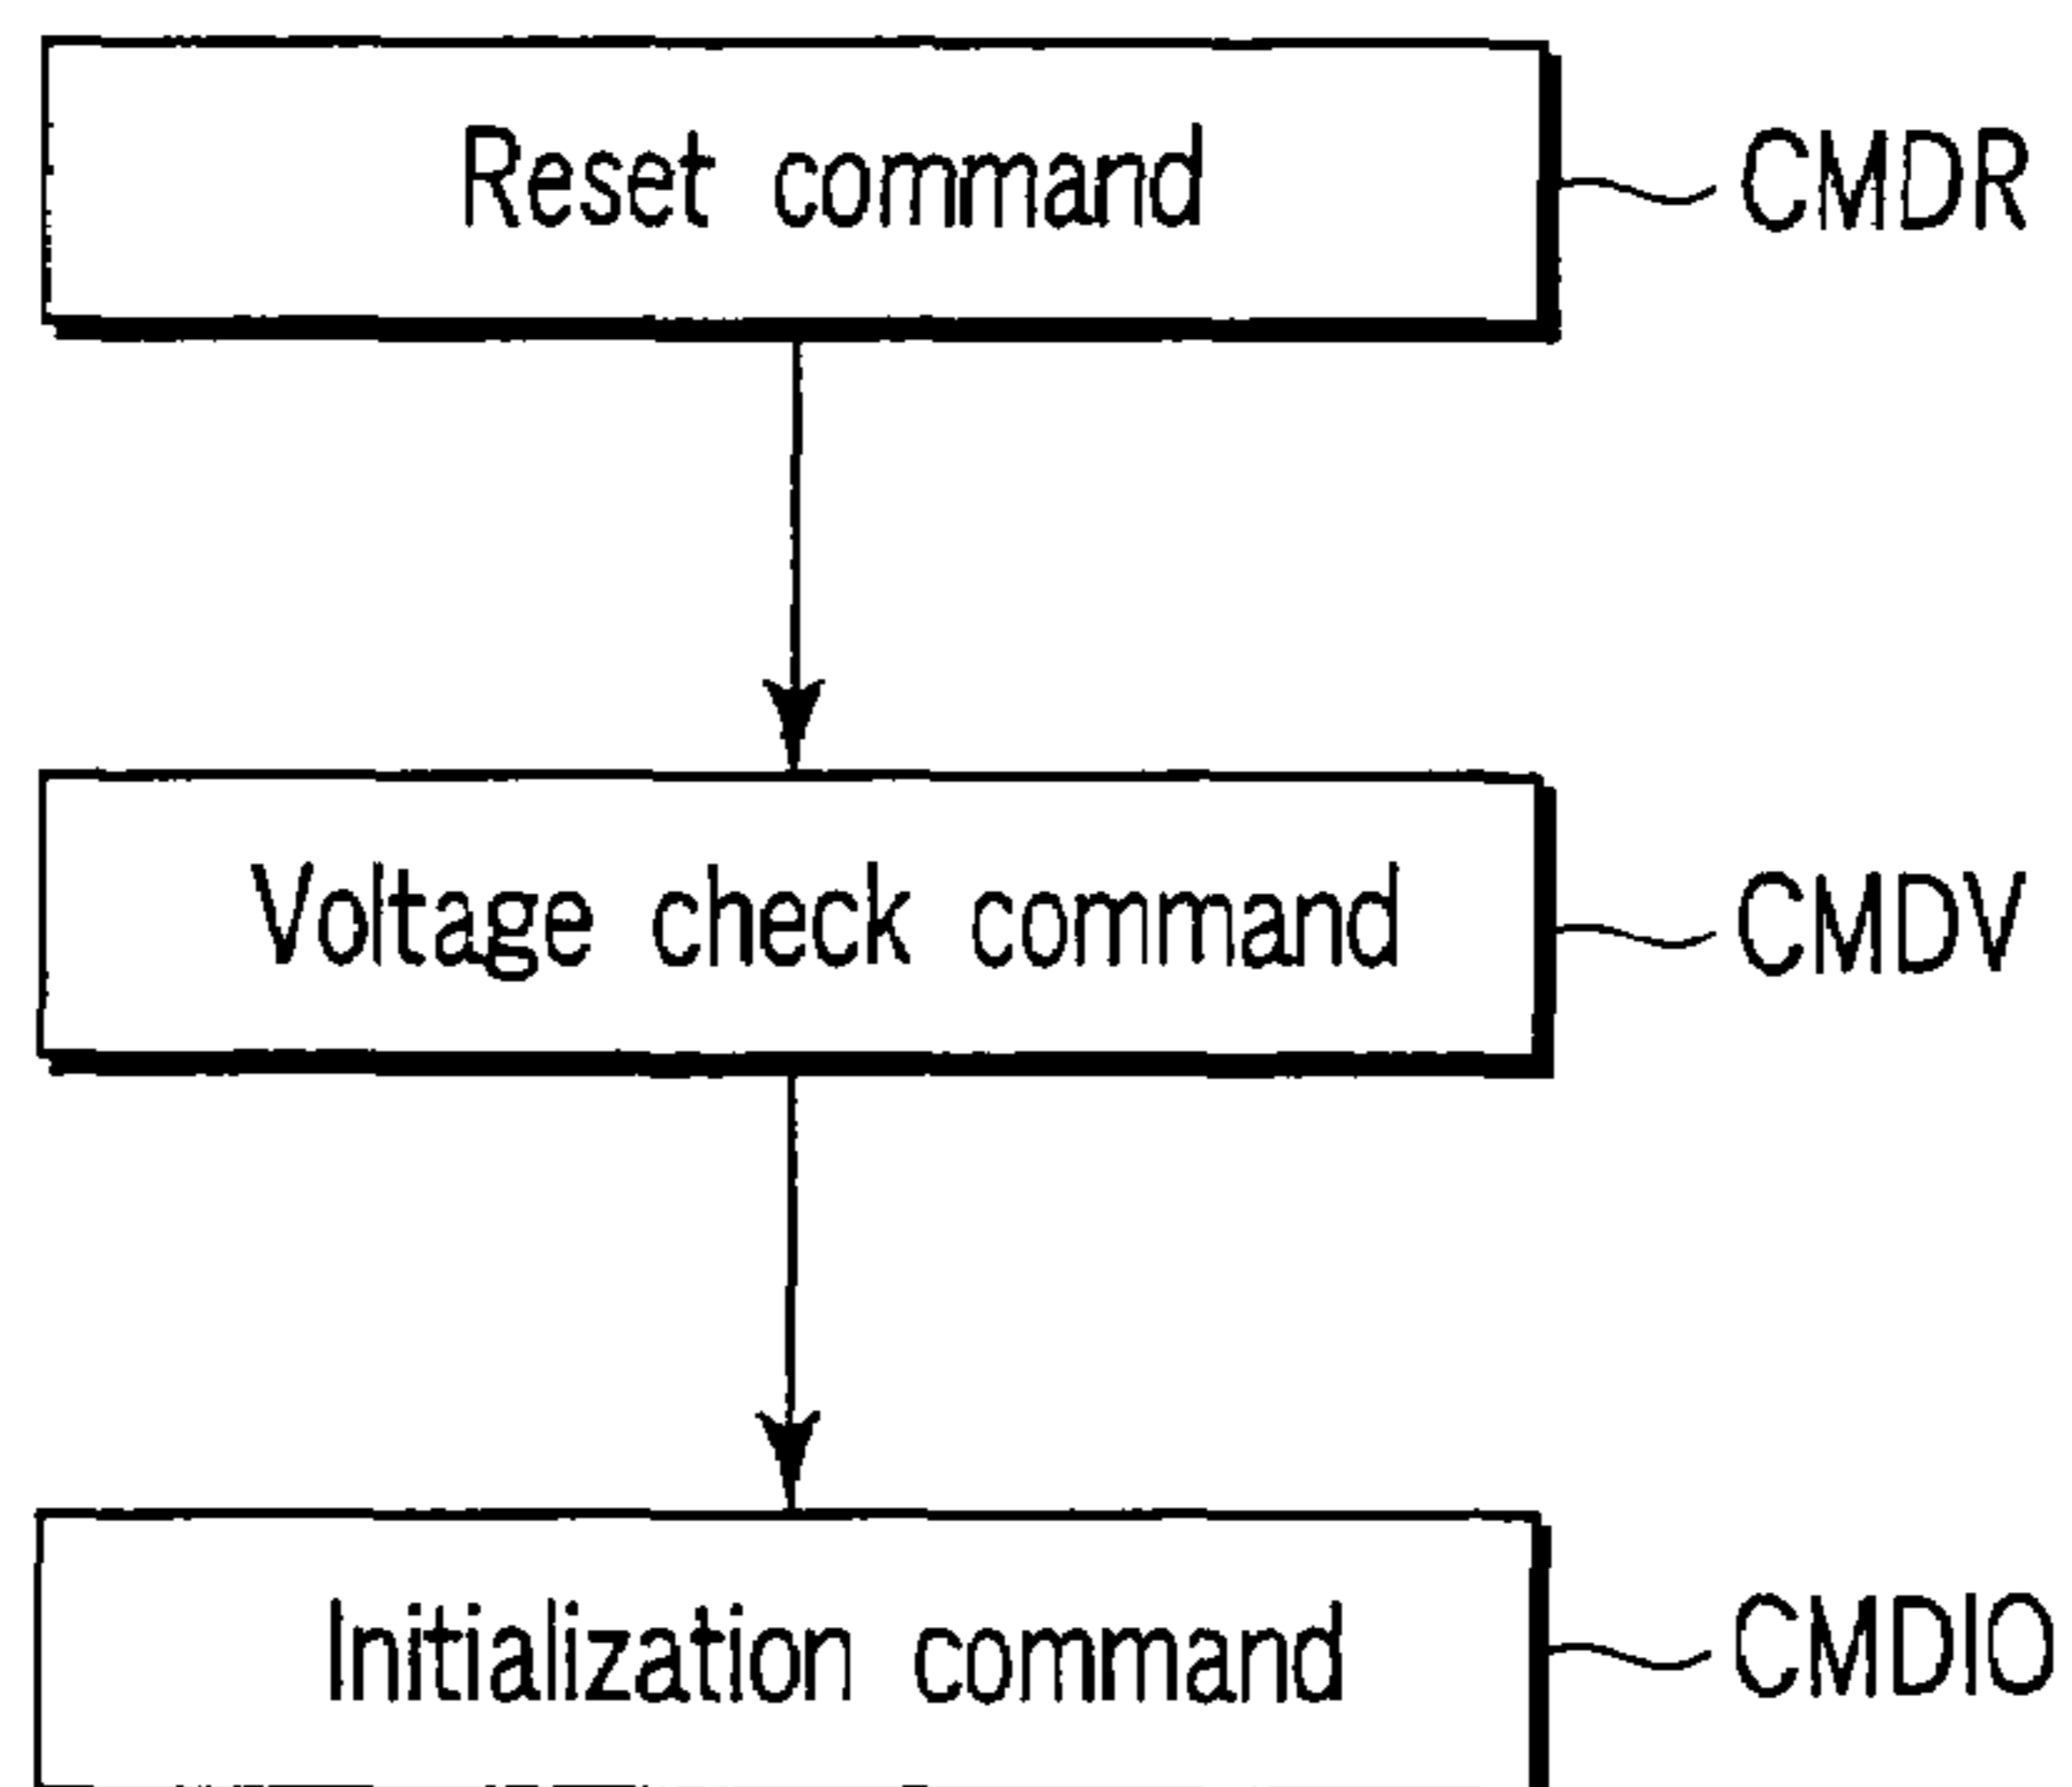 Reset command CMDR
Voltage check command CMDV
Initialization command CMDIO